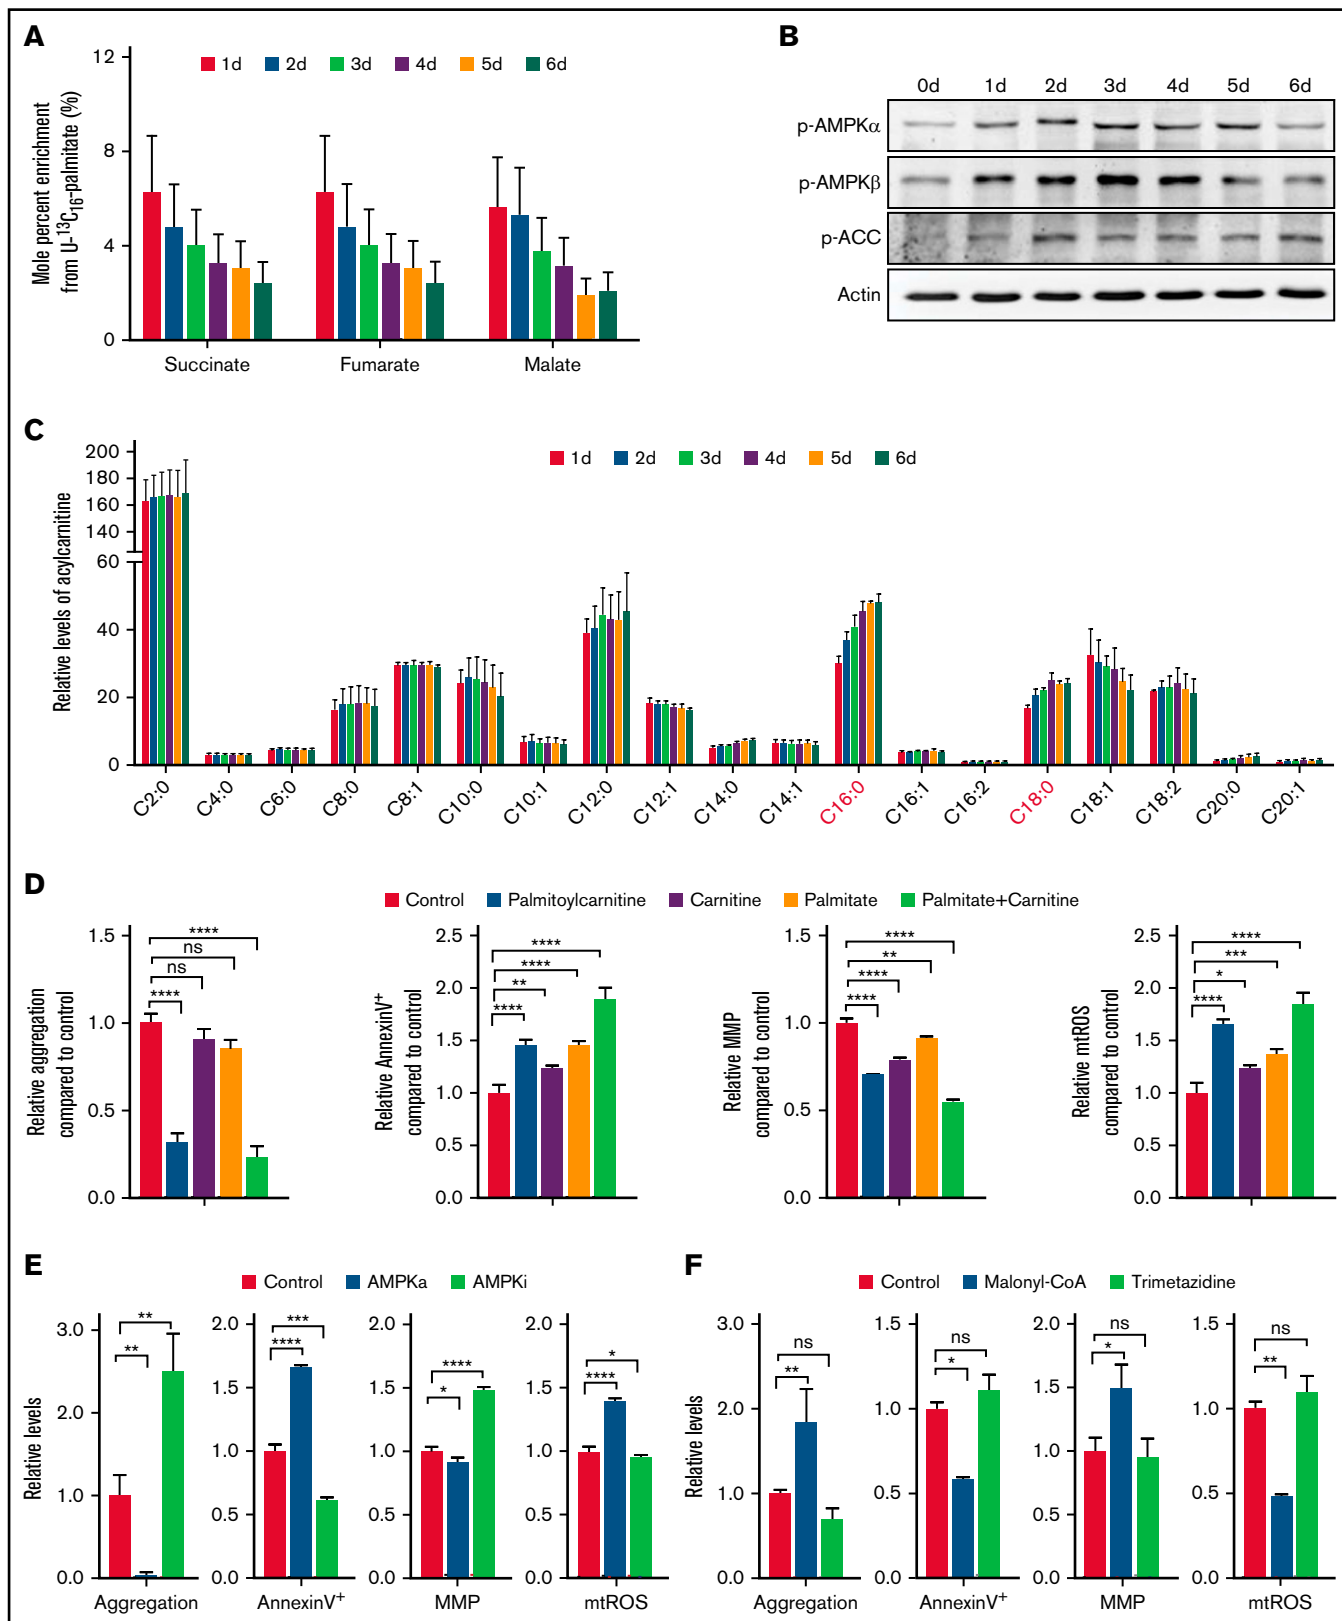 A
12
8
4
0
Mole percent enrichment
from U-¹³C₁₆-palmitate (%)
1d 2d 3d 4d 5d 6d
Succinate Fumarate Malate
B
0d 1d 2d 3d 4d 5d 6d
p-AMPKα
p-AMPKβ
p-ACC
Actin
C
200
180
160
140
60
40
20
0
Relative levels of acylcarnitine
1d 2d 3d 4d 5d 6d
C2:0 C4:0 C6:0 C8:0 C8:1 C10:0 C10:1 C12:0 C12:1 C14:0 C14:1 C16:0 C16:1 C16:2 C18:0 C18:1 C18:2 C20:0 C20:1
D
Control Palmitoylcarnitine Carnitine Palmitate Palmitate+Carnitine
Relative aggregation
compared to control
1.5
1.0
0.5
0.0
****
ns
ns
****
Relative AnnexinV⁺
compared to control
2.5
2.0
1.5
1.0
0.5
0.0
****
****
**
****
Relative MMP
compared to control
1.5
1.0
0.5
0.0
****
**
****
****
Relative mtROS
compared to control
2.5
2.0
1.5
1.0
0.5
0.0
****
***
*
****
E
Control AMPKa AMPKi
Relative levels
3.0
2.0
1.0
0.0
**
**
Aggregation
2.0
1.5
1.0
0.5
0.0
***
****
AnnexinV⁺
2.0
1.5
1.0
0.5
0.0
****
*
MMP
2.0
1.5
1.0
0.5
0.0
*
****
mtROS
F
Control Malonyl-CoA Trimetazidine
Relative levels
3.0
2.0
1.0
0.0
ns
**
Aggregation
1.5
1.0
0.5
0.0
ns
*
AnnexinV⁺
2.0
1.5
1.0
0.5
0.0
ns
*
MMP
1.5
1.0
0.5
0.0
ns
**
mtROS